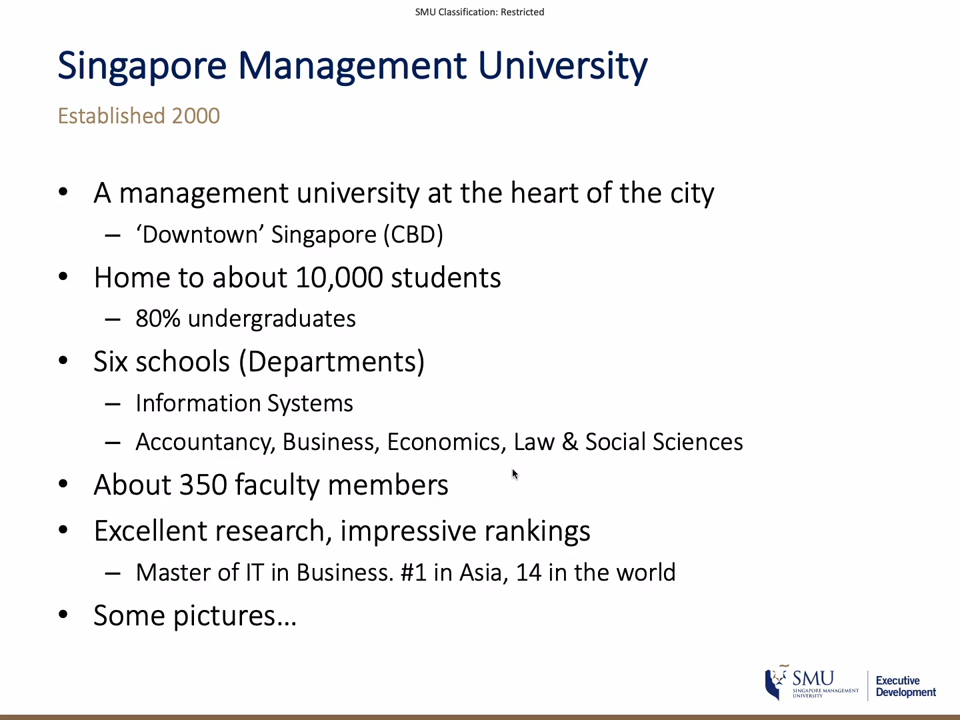 SMU Classification: Restricted
Singapore Management University
Established 2000
• A management university at the heart of the city
– ‘Downtown’ Singapore (CBD)
• Home to about 10,000 students
– 80% undergraduates
• Six schools (Departments)
– Information Systems
– Accountancy, Business, Economics, Law & Social Sciences
• About 350 faculty members
• Excellent research, impressive rankings
– Master of IT in Business. #1 in Asia, 14 in the world
• Some pictures…
SMU
SINGAPORE MANAGEMENT
UNIVERSITY
Executive
Development